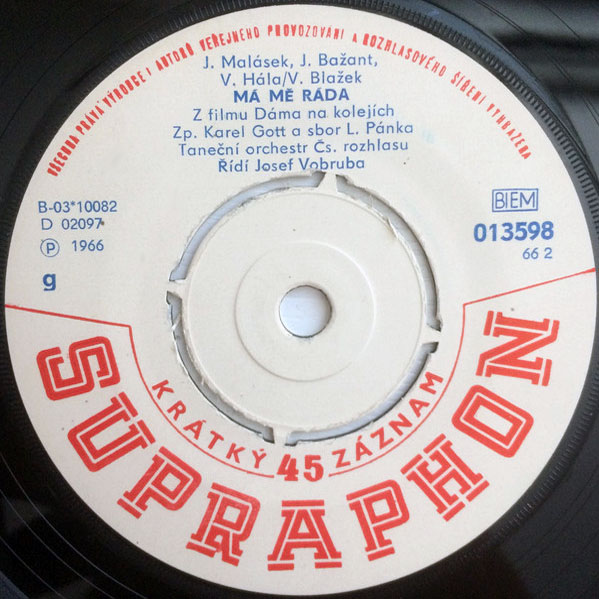 VŠECHNA PRÁVA VÝROBCE I AUTORŮ VEŘEJNÉHO PROVOZOVÁNÍ A ROZHLASOVÉHO ŠÍŘENÍ VYHRAZENA
J. Malásek, J. Bažant,
V. Hála/V. Blažek
MÁ MĚ RÁDA
Z filmu Dáma na kolejích
Zp. Karel Gott a sbor L. Pánka
Taneční orchestr Čs. rozhlasu
Řídí Josef Vobruba
B-03*10082
D 02097
Ⓟ 1966
g
BIEM
013598
66 2
KRÁTKÝ 45 ZÁZNAM
SUPRAPHON